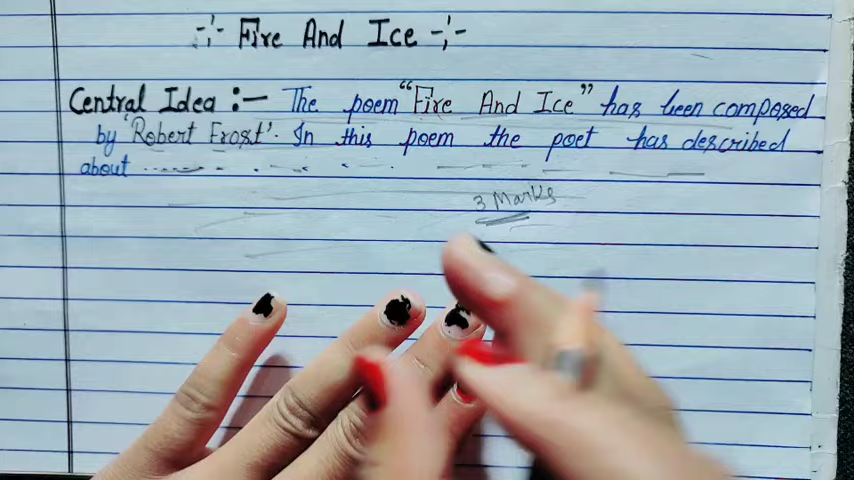 Fire And Ice
Central Idea :- The poem "Fire And Ice" has been composed
by 'Robert Frost'. In this poem the poet has described
about ..........
3 Marks